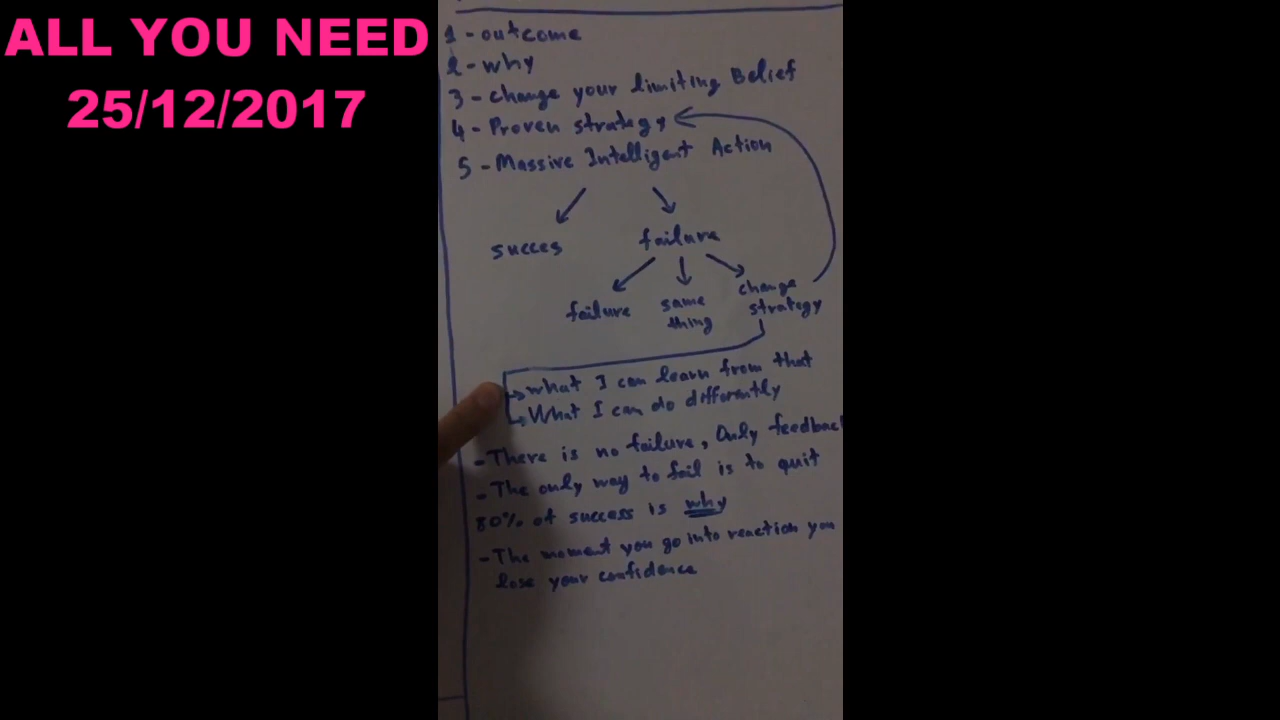 ALL YOU NEED
25/12/2017
1 - outcome
2 - why
3 - change your limiting Belief
4 - Proven strategy
5 - Massive Intelligent Action
succes failure
failure same thing change strategy
what I can learn from that
What I can do differently
- There is no failure, Only feedback
- The only way to fail is to quit
80% of success is why
- The moment you go into reaction you
lose your confidence